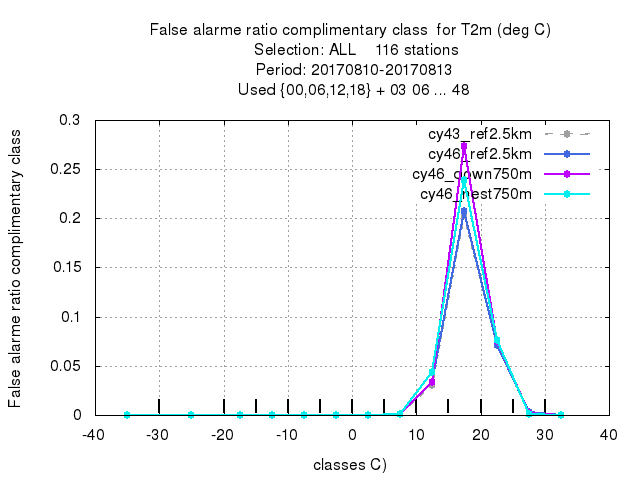 False alarme ratio complimentary class  for T2m (deg C)
Selection: ALL    116 stations
Period: 20170810-20170813
Used {00,06,12,18} + 03 06 ... 48
False alarme ratio complimentary class
0.3
0.25
0.2
0.15
0.1
0.05
0
cy43_ref2.5km
cy46_ref2.5km
cy46_down750m
cy46_nest750m
-40 -30 -20 -10 0 10 20 30 40
classes C)